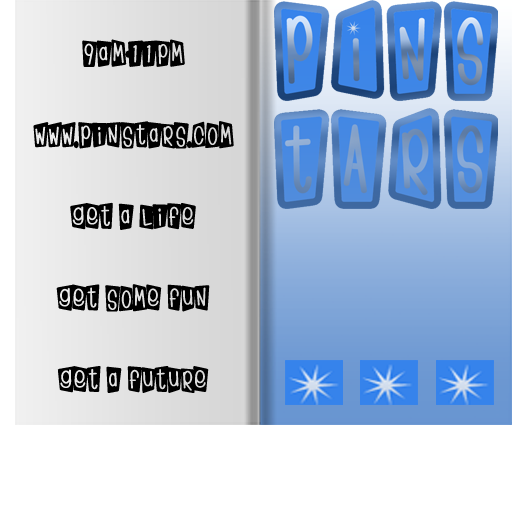 9am-11pm
www.pinstars.com
get a life
get some fun
get a future
PiNS
tARS